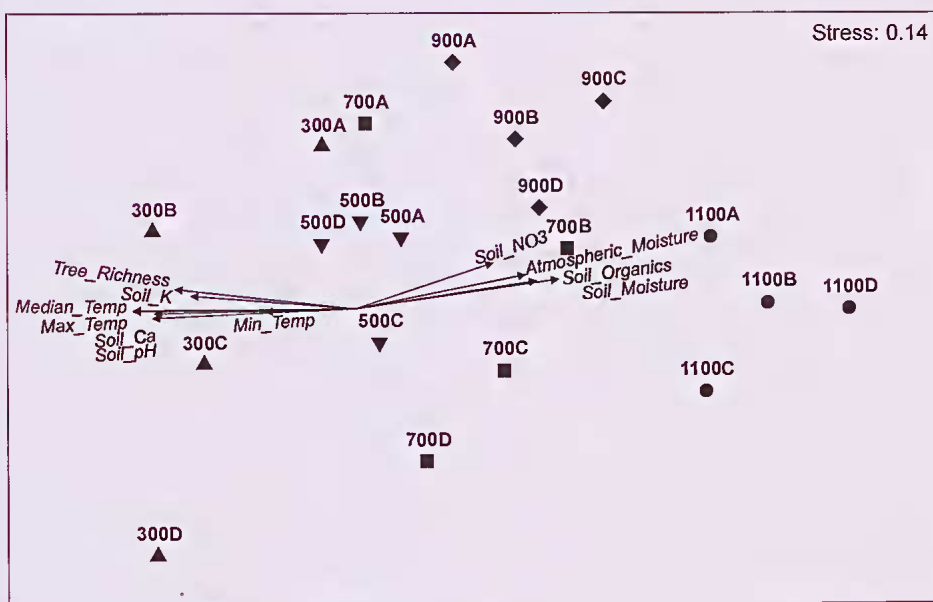 Stress: 0.14
900A
900C
700A
900B
300A
900D
500B
300B
500D
500A
700B
1100A
Soil_NO3
Atmospheric_Moisture
Tree_Richness
Soil_Organics
Soil_K
Soil_Moisture
1100B
1100D
Median_Temp
Min_Temp
Max_Temp
500C
Soil_Ca
Soil_pH
300C
700C
1100C
700D
300D